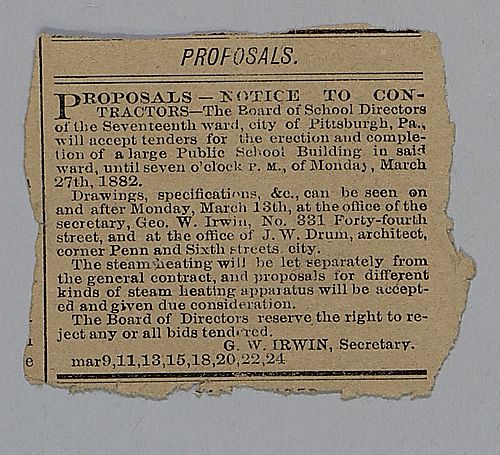 PROPOSALS.
PROPOSALS — NOTICE TO CON-
TRACTORS—The Board of School Directors
of the Seventeenth ward, city of Pittsburgh, Pa.,
will accept tenders for the erection and comple-
tion of a large Public School Building in said
ward, until seven o'clock P. M., of Monday, March
27th, 1882.
Drawings, specifications, &c., can be seen on
and after Monday, March 13th, at the office of the
secretary, Geo. W. Irwin, No. 331 Forty-fourth
street, and at the office of J. W. Drum, architect,
corner Penn and Sixth streets, city.
The steam heating will be let separately from
the general contract, and proposals for different
kinds of steam heating apparatus will be accept-
ed and given due consideration.
The Board of Directors reserve the right to re-
ject any or all bids tendered.
G. W. IRWIN, Secretary.
mar9,11,13,15,18,20,22,24